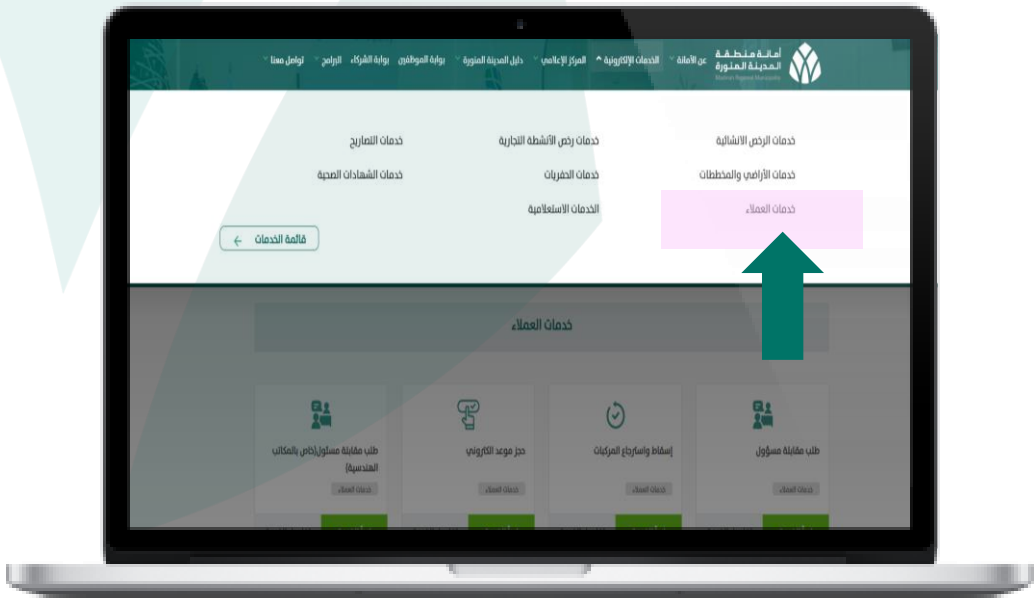 أمانة منطقة
المدينة المنورة
عن الأمانة
الخدمات الإلكترونية
المركز الإعلامي
دليل المدينة المنورة
بوابة الموظفين
بوابة الشركاء
البرامج
تواصل معنا
خدمات الرخص الانشائية
خدمات رخص الأنشطة التجارية
خدمات التصاريح
خدمات الأراضي والمخططات
خدمات الحفريات
خدمات الشهادات الصحية
خدمات العملاء
الخدمات الاستعلامية
قائمة الخدمات
خدمات العملاء
طلب مقابلة مسؤول
خدمات العملاء
إسقاط واسترجاع المركبات
خدمات العملاء
حجز موعد الكتروني
خدمات العملاء
طلب مقابلة مسئول(خاص بالمكاتب
الهندسية)
خدمات العملاء